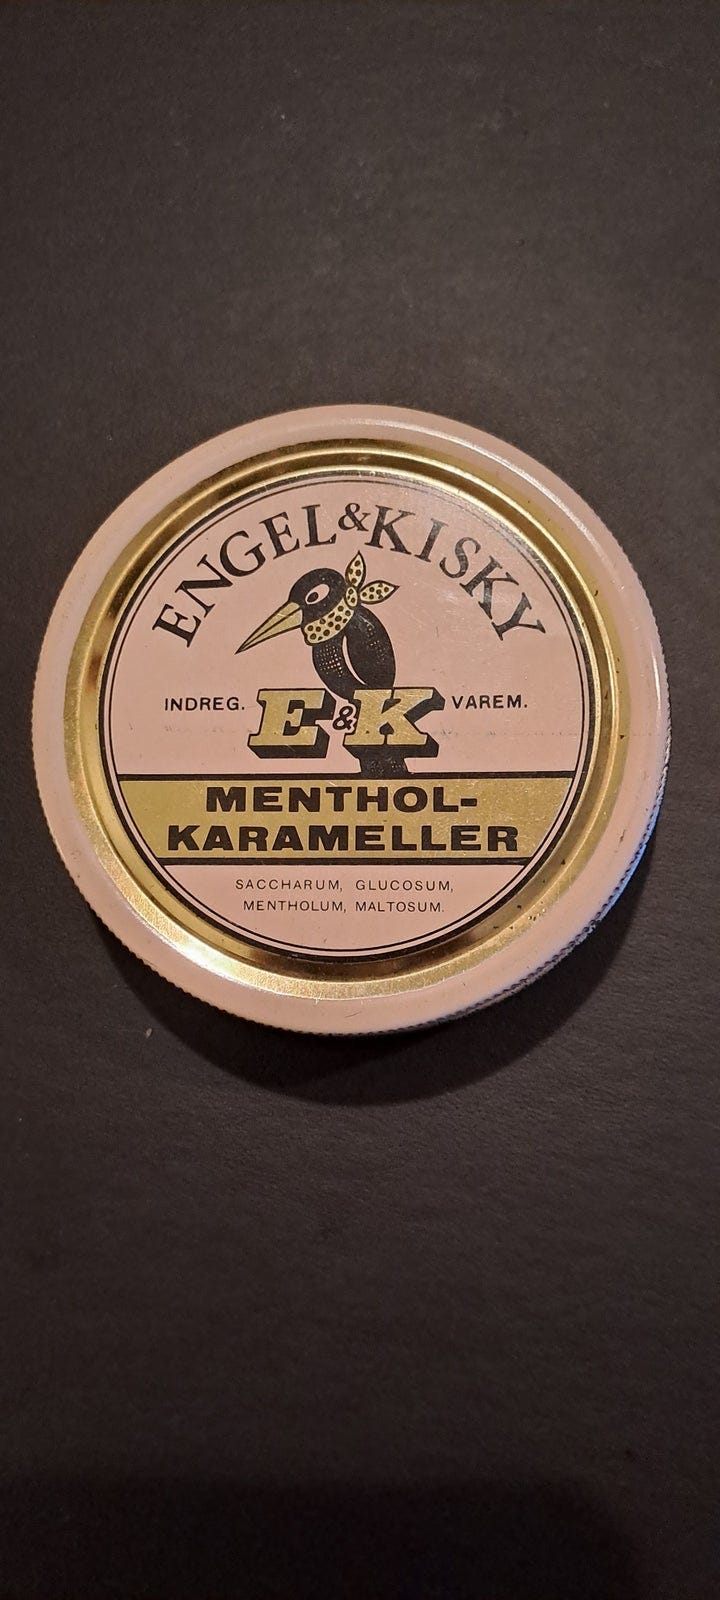 ENGEL & KISKY
INDREG. E & K VAREM.
MENTHOL-
KARAMELLER
SACCHARUM, GLUCOSUM,
MENTHOLUM, MALTOSUM.